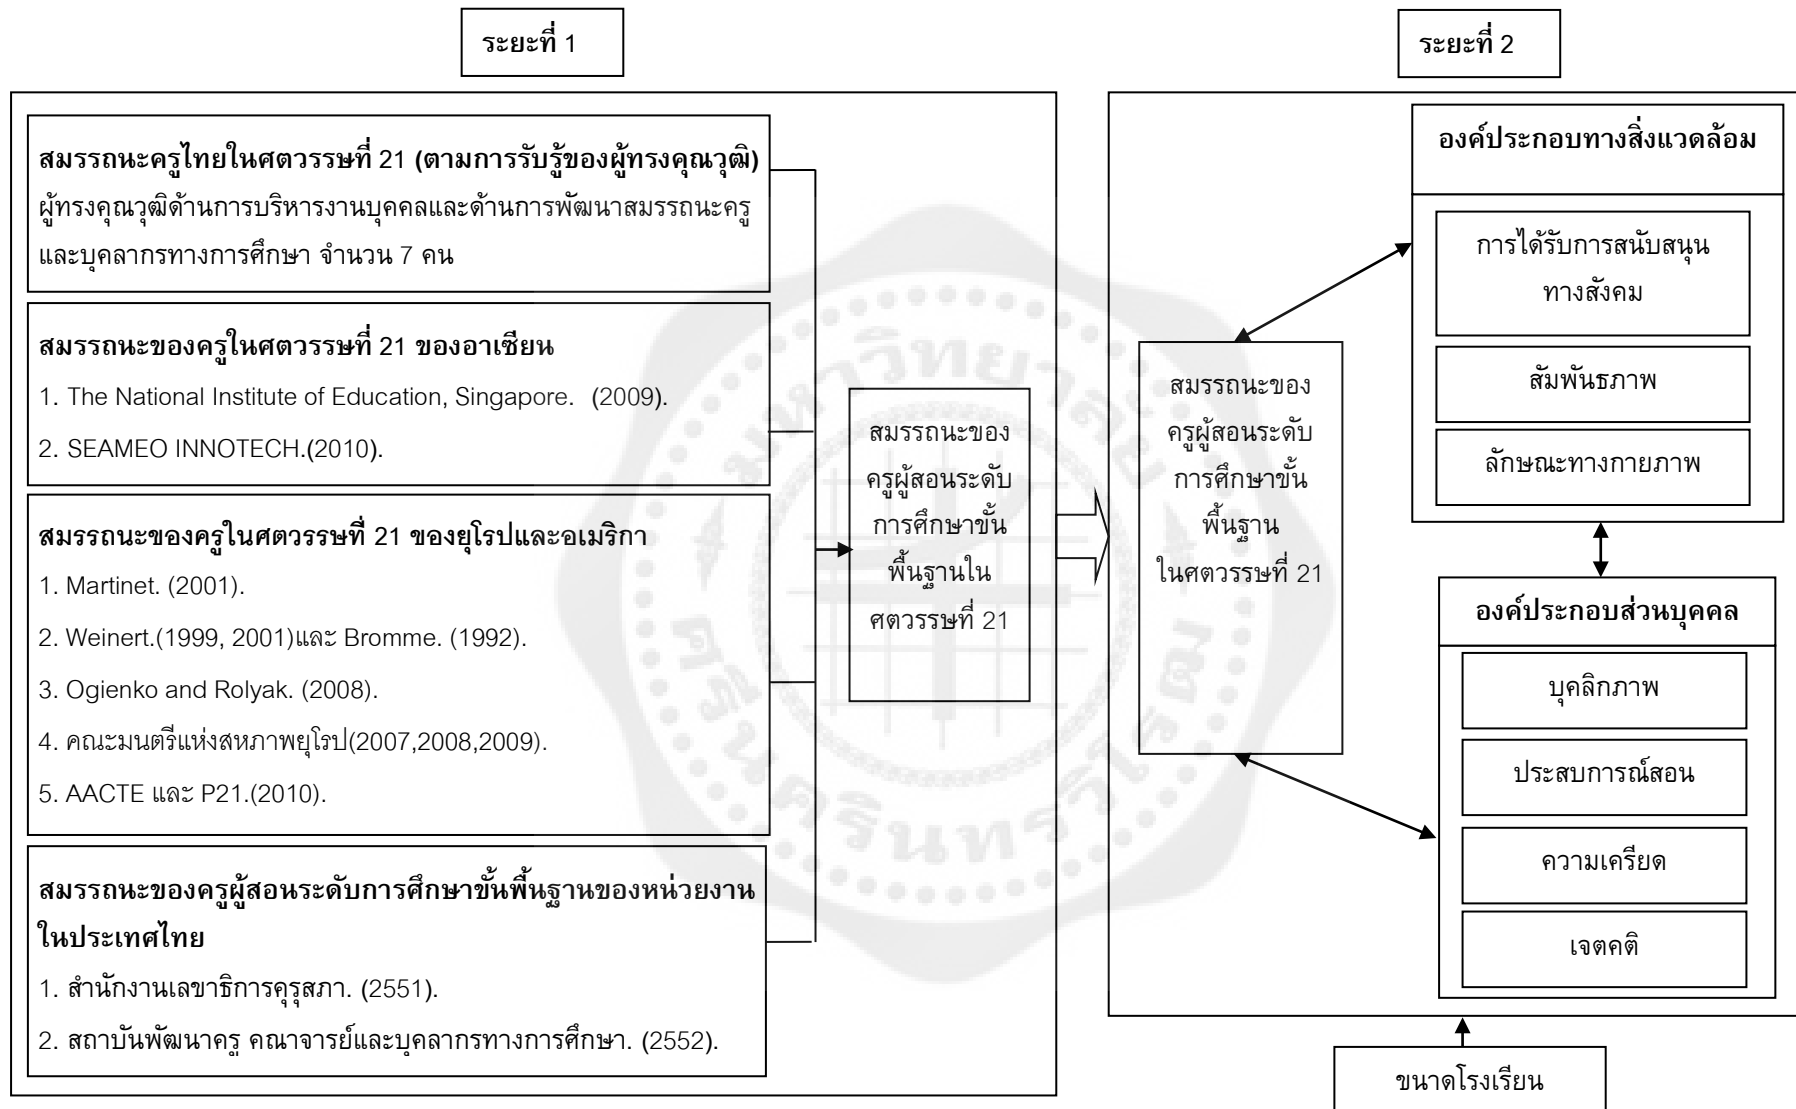 ระยะที่ 1
สมรรถนะครูไทยในศตวรรษที่ 21 (ตามการรับรู้ของผู้ทรงคุณวุฒิ)
ผู้ทรงคุณวุฒิด้านการบริหารงานบุคคลและด้านการพัฒนาสมรรถนะครู
และบุคลากรทางการศึกษา จำนวน 7 คน
สมรรถนะของครูในศตวรรษที่ 21 ของอาเซียน
1. The National Institute of Education, Singapore. (2009).
2. SEAMEO INNOTECH.(2010).
สมรรถนะของครูในศตวรรษที่ 21 ของยุโรปและอเมริกา
1. Martinet. (2001).
2. Weinert.(1999, 2001)และ Bromme. (1992).
3. Ogienko and Rolyak. (2008).
4. คณะมนตรีแห่งสหภาพยุโรป(2007,2008,2009).
5. AACTE และ P21.(2010).
สมรรถนะของครูผู้สอนระดับการศึกษาขั้นพื้นฐานของหน่วยงาน
ในประเทศไทย
1. สำนักงานเลขาธิการคุรุสภา. (2551).
2. สถาบันพัฒนาครู คณาจารย์และบุคลากรทางการศึกษา. (2552).
สมรรถนะของ
ครูผู้สอนระดับ
การศึกษาขั้น
พื้นฐานใน
ศตวรรษที่ 21
ระยะที่ 2
สมรรถนะของ
ครูผู้สอนระดับ
การศึกษาขั้น
พื้นฐาน
ในศตวรรษที่ 21
องค์ประกอบทางสิ่งแวดล้อม
การได้รับการสนับสนุน
ทางสังคม
สัมพันธภาพ
ลักษณะทางกายภาพ
องค์ประกอบส่วนบุคคล
บุคลิกภาพ
ประสบการณ์สอน
ความเครียด
เจตคติ
ขนาดโรงเรียน
มหาวิทยาลัย
ศรีนครินทรวิโรฒ